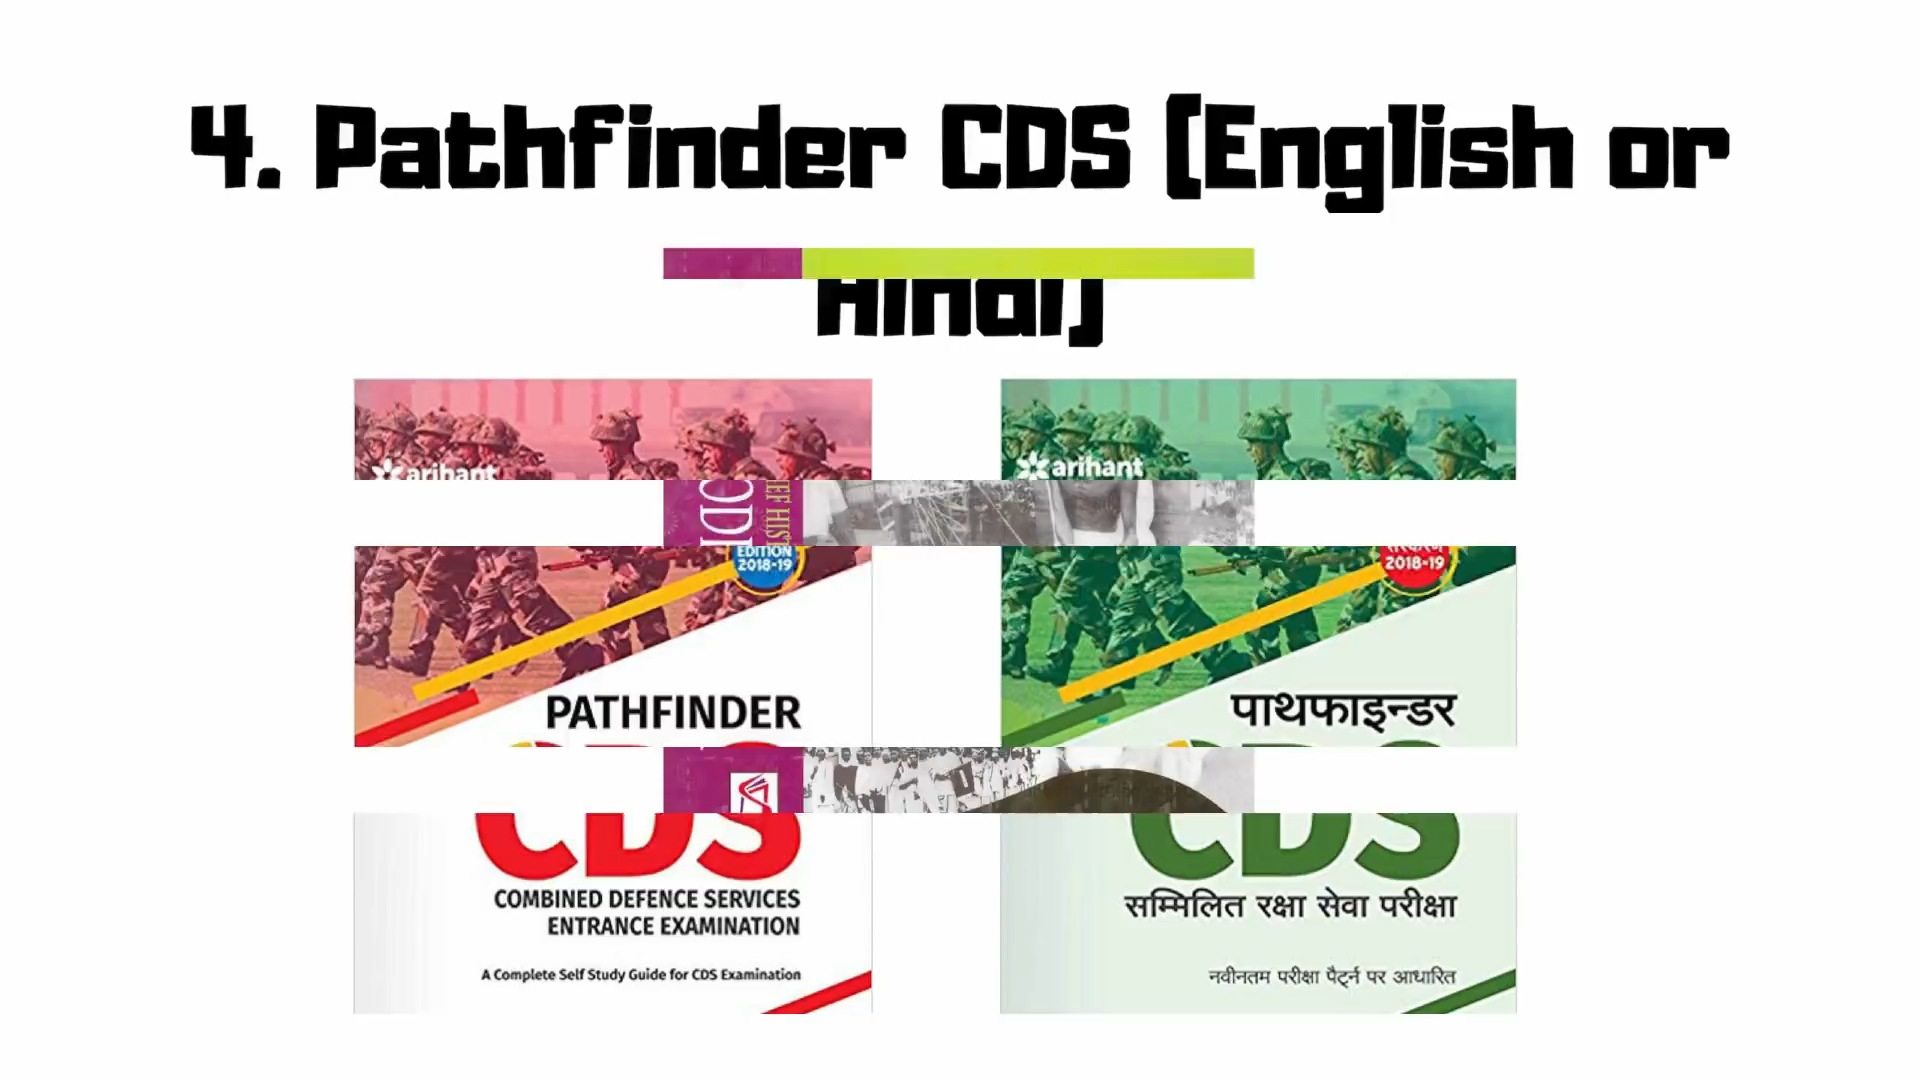 4. Pathfinder CDS (English or
Hindi)
arihant
EDITION
2018-19
PATHFINDER
CDS
COMBINED DEFENCE SERVICES
ENTRANCE EXAMINATION
A Complete Self Study Guide for CDS Examination
arihant
संस्करण
2018-19
पाथफाइन्डर
CDS
सम्मिलित रक्षा सेवा परीक्षा
नवीनतम परीक्षा पैटर्न पर आधारित